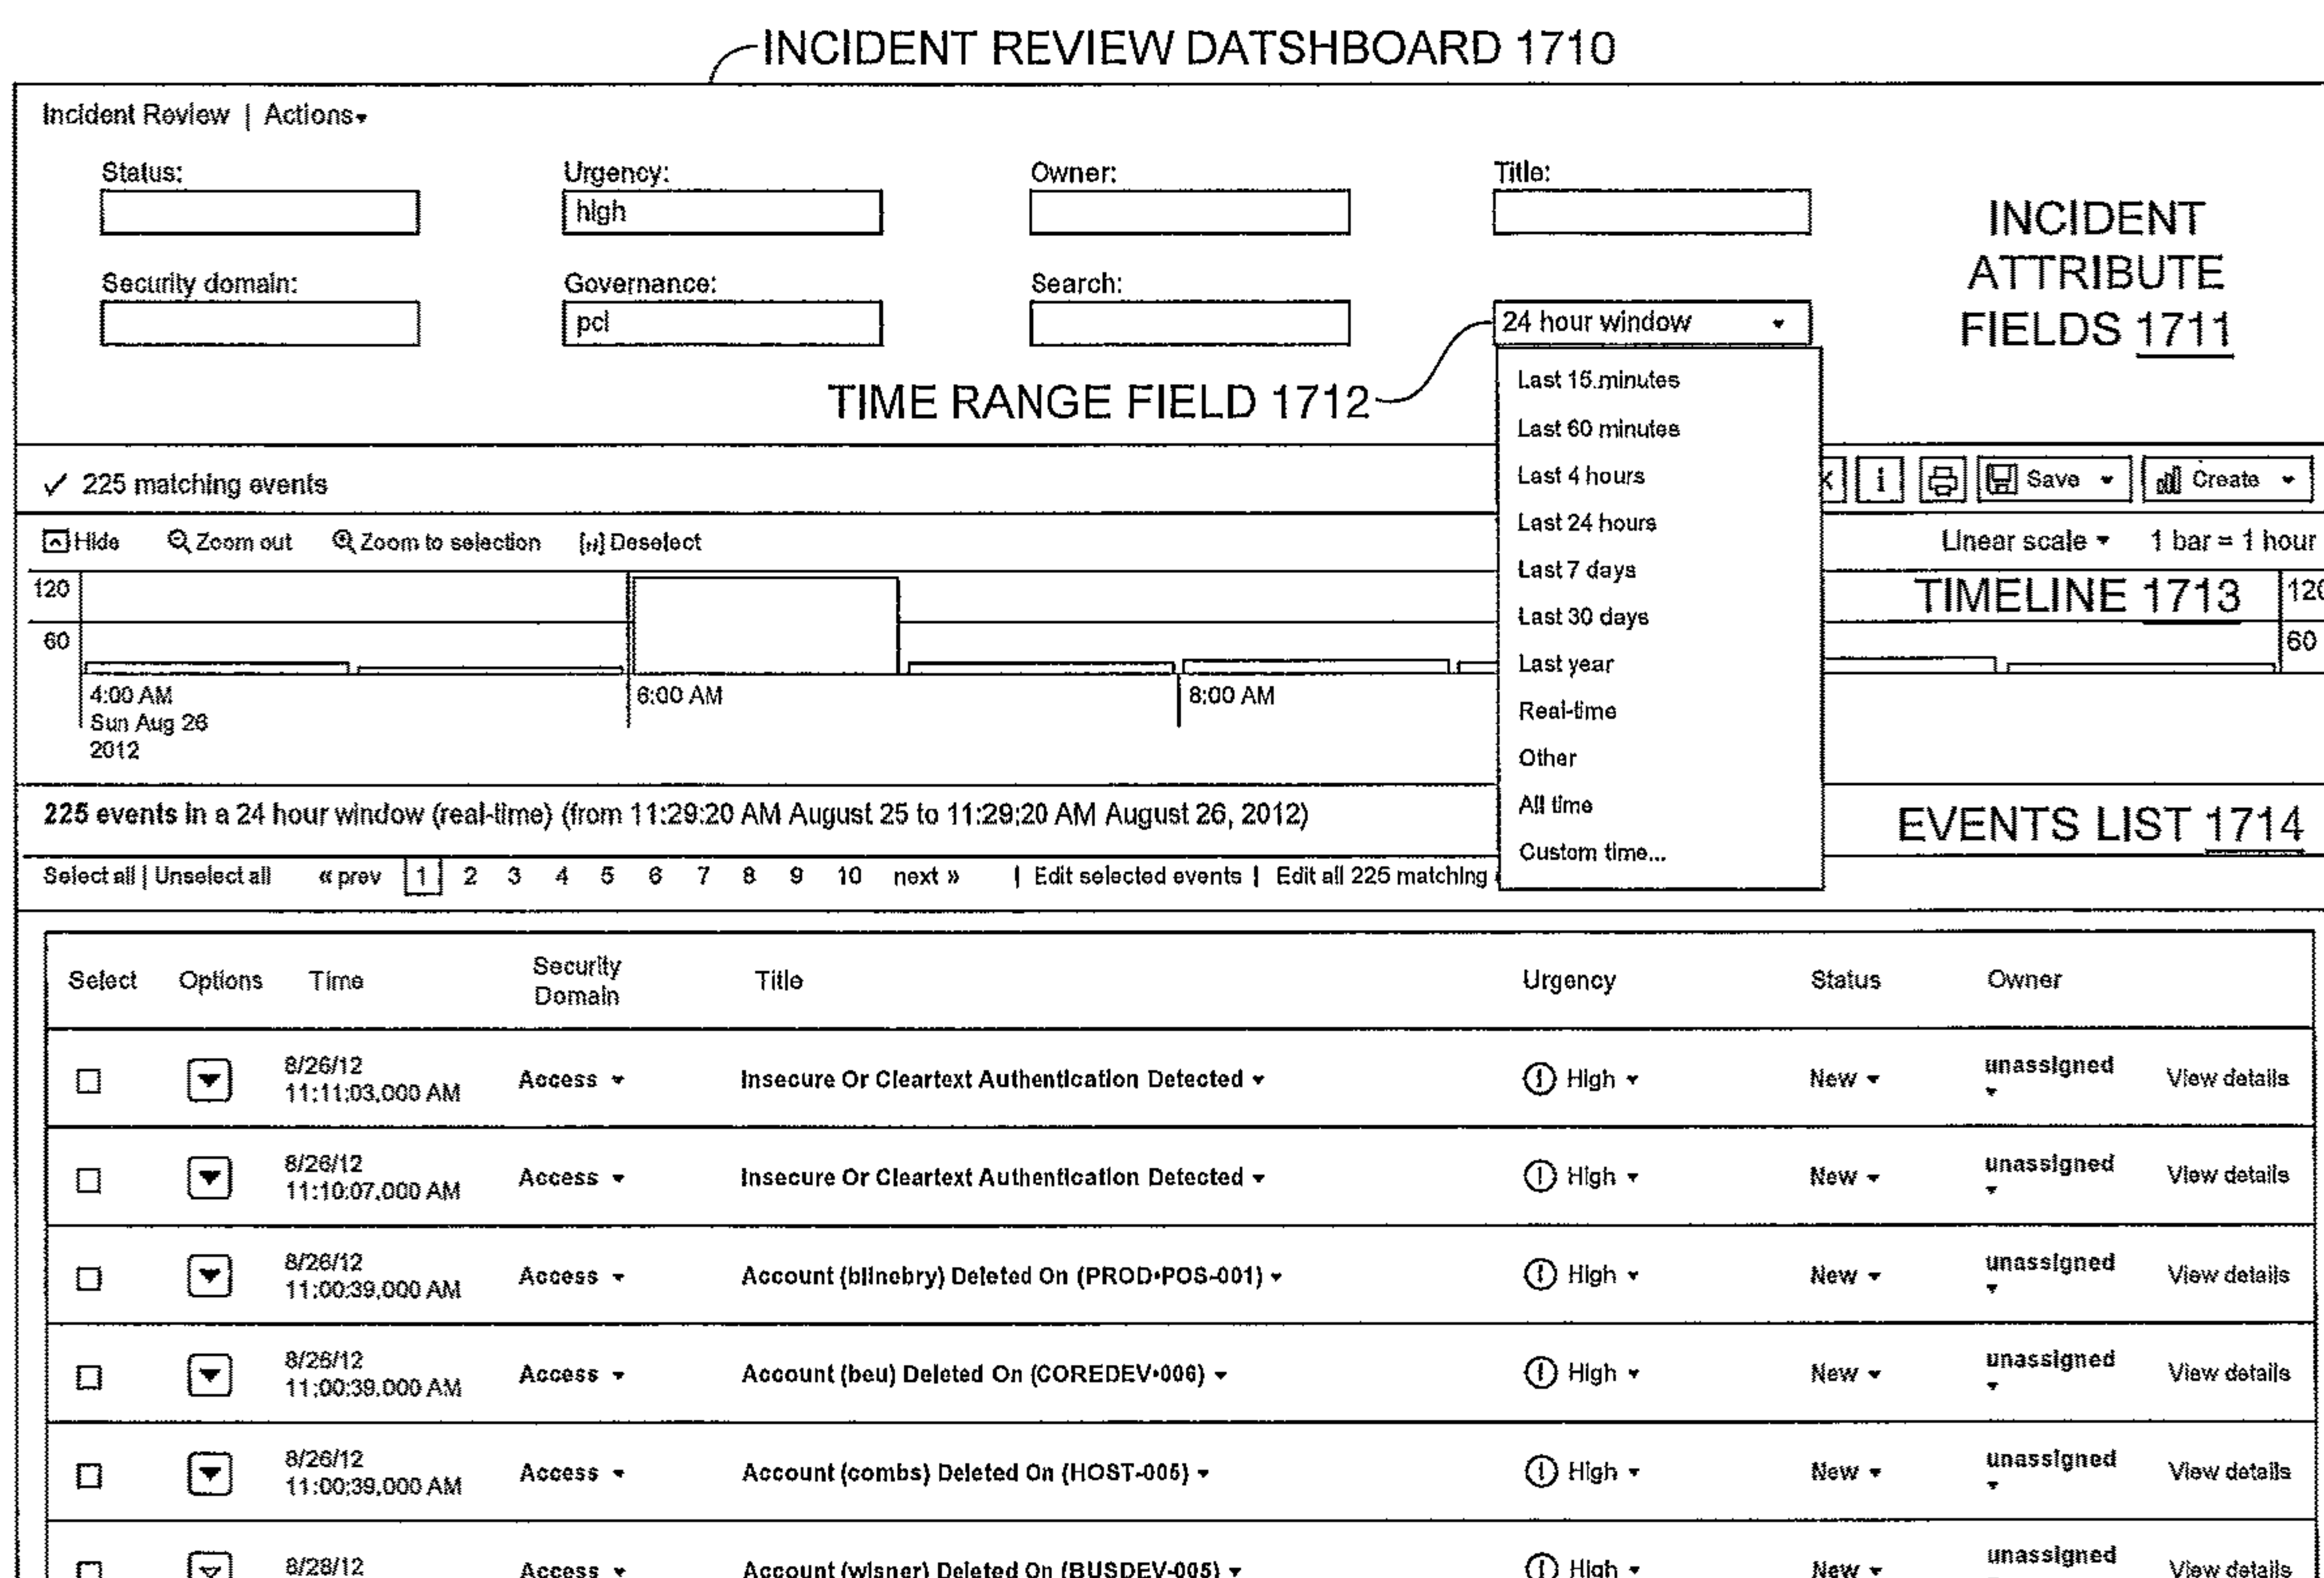 INCIDENT REVIEW DATSHBOARD 1710
Incident Review | Actions
Status: Urgency: Owner: Title:
high
INCIDENT
ATTRIBUTE
FIELDS 1711
Security domain: Governance: Search:
pci
24 hour window
TIME RANGE FIELD 1712
Last 15 minutes
Last 60 minutes
Last 4 hours
Last 24 hours
Last 7 days
Last 30 days
Last year
Real-time
Other
All time
Custom time...
✓ 225 matching events
i Save Create
Hide Zoom out Zoom to selection Deselect
Linear scale 1 bar = 1 hour
TIMELINE 1713
120 120
60 60
4:00 AM 6:00 AM 8:00 AM
Sun Aug 26
2012
225 events in a 24 hour window (real-time) (from 11:29:20 AM August 25 to 11:29:20 AM August 26, 2012)
EVENTS LIST 1714
Select all | Unselect all « prev 1 2 3 4 5 6 7 8 9 10 next » | Edit selected events | Edit all 225 matching
Select Options Time Security Domain Title Urgency Status Owner
8/26/12 11:11:03.000 AM Access Insecure Or Cleartext Authentication Detected High New unassigned View details
8/26/12 11:10:07.000 AM Access Insecure Or Cleartext Authentication Detected High New unassigned View details
8/26/12 11:00:39.000 AM Access Account (blinebry) Deleted On (PROD-POS-001) High New unassigned View details
8/26/12 11:00:39.000 AM Access Account (beu) Deleted On (COREDEV-006) High New unassigned View details
8/26/12 11:00:39.000 AM Access Account (combs) Deleted On (HOST-005) High New unassigned View details
8/26/12 Access Account (wisner) Deleted On (BUSDEV-005) High New unassigned View details